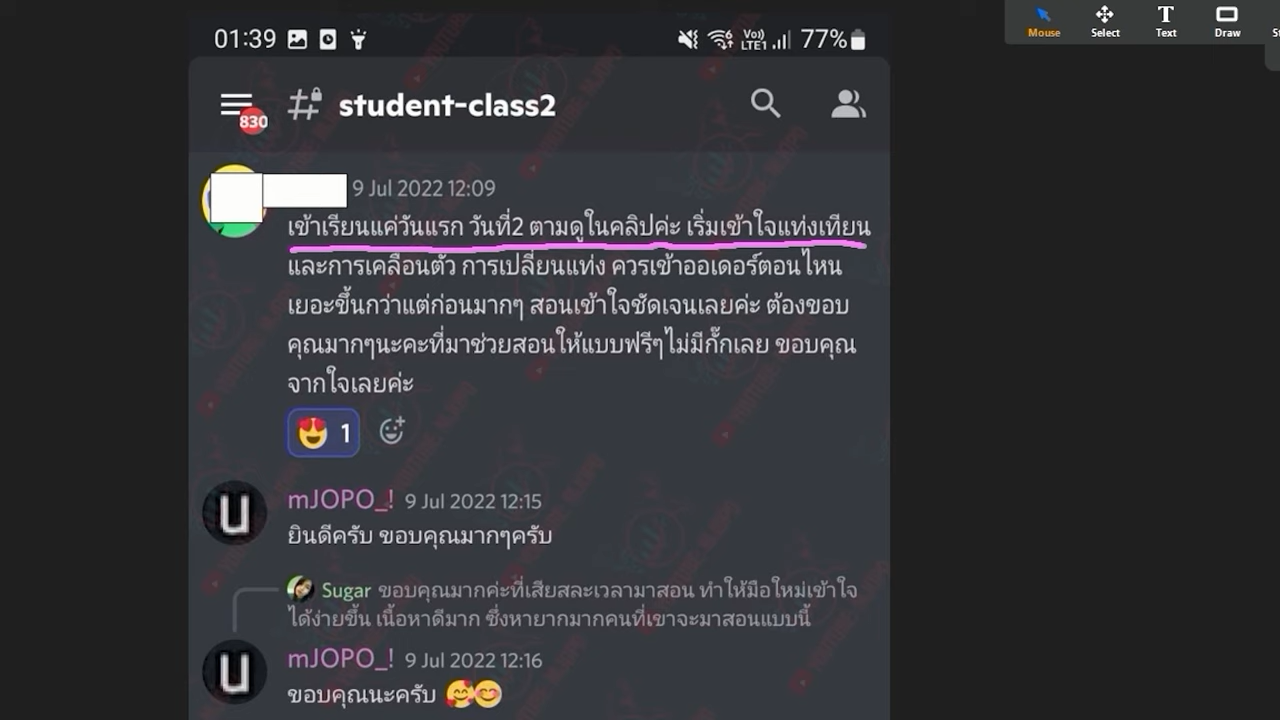 01:39 Vo) LTE1 77%
Mouse Select Text Draw
830 # student-class2
9 Jul 2022 12:09
เข้าเรียนแค่วันแรก วันที่2 ตามดูในคลิปค่ะ เริ่มเข้าใจแท่งเทียน
และการเคลื่อนตัว การเปลี่ยนแท่ง ควรเข้าออเดอร์ตอนไหน
เยอะขึ้นกว่าแต่ก่อนมากๆ สอนเข้าใจชัดเจนเลยค่ะ ต้องขอบ
คุณมากๆนะคะที่มาช่วยสอนให้แบบฟรีๆไม่มีกั๊กเลย ขอบคุณ
จากใจเลยค่ะ
1
mJOPO_! 9 Jul 2022 12:15
ยินดีครับ ขอบคุณมากๆครับ
Sugar ขอบคุณมากค่ะที่เสียสละเวลามาสอน ทำให้มือใหม่เข้าใจ
ได้ง่ายขึ้น เนื้อหาดีมาก ซึ่งหายากมากคนที่เขาจะมาสอนแบบนี้
mJOPO_! 9 Jul 2022 12:16
ขอบคุณนะครับ